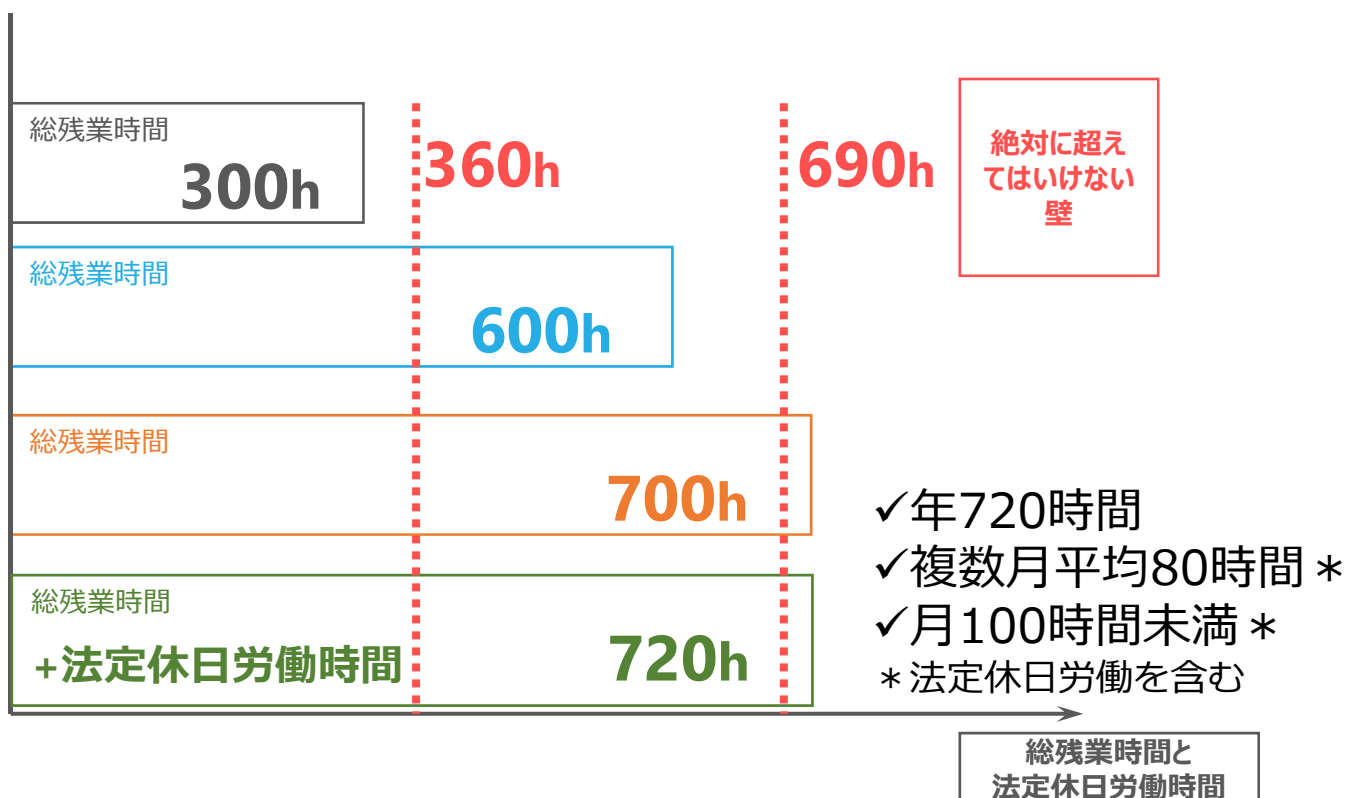 総残業時間
300h
360h
690h
絶対に超え
てはいけない
壁
総残業時間
600h
総残業時間
700h
総残業時間
+法定休日労働時間
720h
✓年720時間
✓複数月平均80時間＊
✓月100時間未満＊
＊法定休日労働を含む
総残業時間と
法定休日労働時間